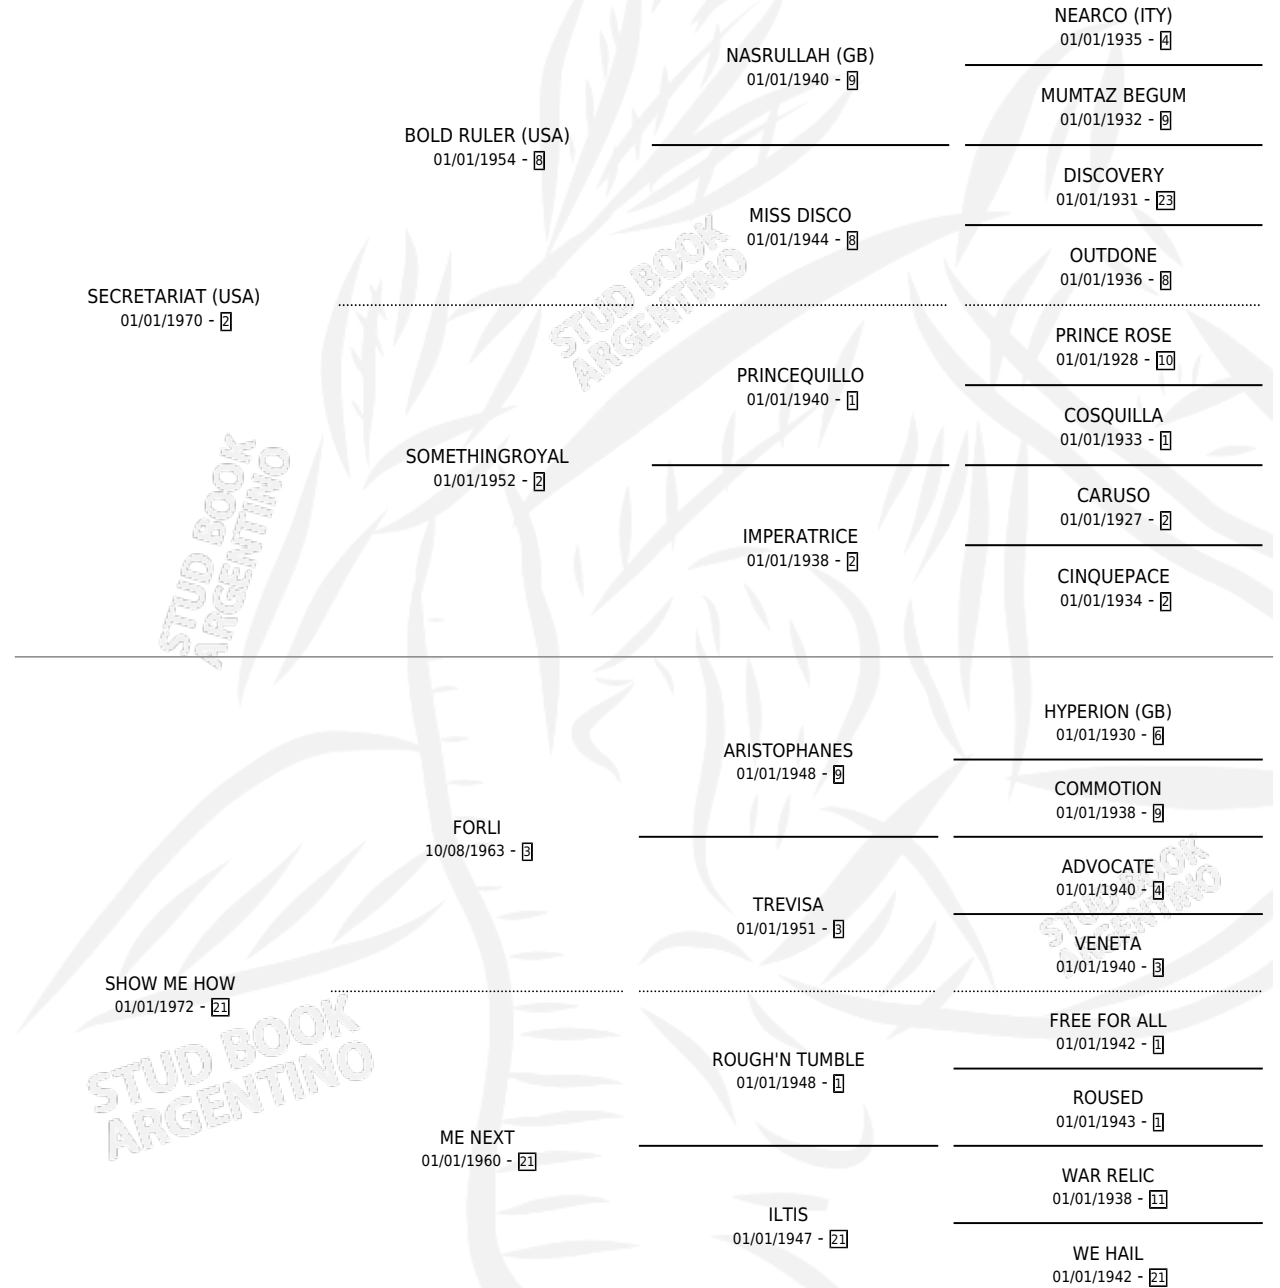 NEARCO (ITY)
01/01/1935 - 4
NASRULLAH (GB)
01/01/1940 - 9
MUMTAZ BEGUM
01/01/1932 - 9
BOLD RULER (USA)
01/01/1954 - 8
DISCOVERY
01/01/1931 - 23
MISS DISCO
01/01/1944 - 8
OUTDONE
01/01/1936 - 8
SECRETARIAT (USA)
01/01/1970 - 2
STUD BOOK
ARGENTINO
PRINCE ROSE
01/01/1928 - 10
PRINCEQUILLO
01/01/1940 - 1
COSQUILLA
01/01/1933 - 1
SOMETHINGROYAL
01/01/1952 - 2
CARUSO
01/01/1927 - 2
IMPERATRICE
01/01/1938 - 2
CINQUEPACE
01/01/1934 - 2
STUD BOOK
ARGENTINO
HYPERION (GB)
01/01/1930 - 6
ARISTOPHANES
01/01/1948 - 9
COMMOTION
01/01/1938 - 9
FORLI
10/08/1963 - 3
ADVOCATE
01/01/1940 - 4
TREVISA
01/01/1951 - 3
VENETA
01/01/1940 - 3
STUD BOOK
ARGENTINO
SHOW ME HOW
01/01/1972 - 21
FREE FOR ALL
01/01/1942 - 1
ROUGH'N TUMBLE
01/01/1948 - 1
ROUSED
01/01/1943 - 1
STUD BOOK
ARGENTINO
ME NEXT
01/01/1960 - 21
WAR RELIC
01/01/1938 - 11
ILTIS
01/01/1947 - 21
WE HAIL
01/01/1942 - 21